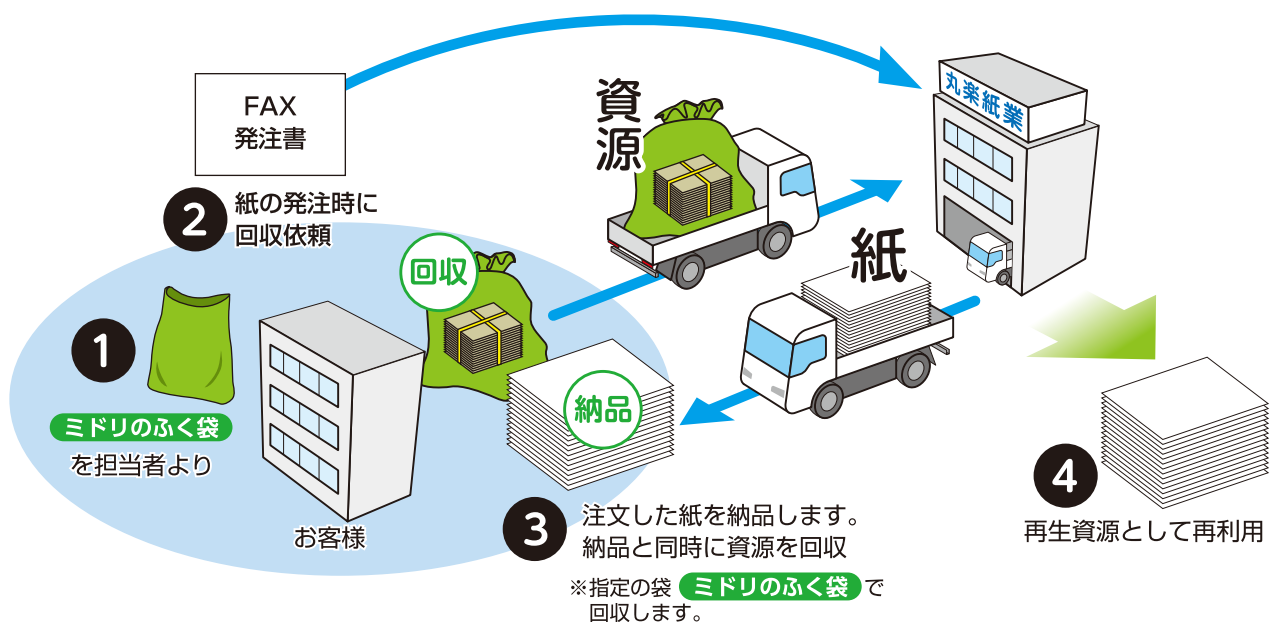 FAX
発注書
2
紙の発注時に
回収依頼
資源
丸楽紙業
紙
回収
1
ミドリのふく袋
を担当者より
お客様
納品
3
注文した紙を納品します。
納品と同時に資源を回収
※指定の袋 ミドリのふく袋 で
回収します。
4
再生資源として再利用